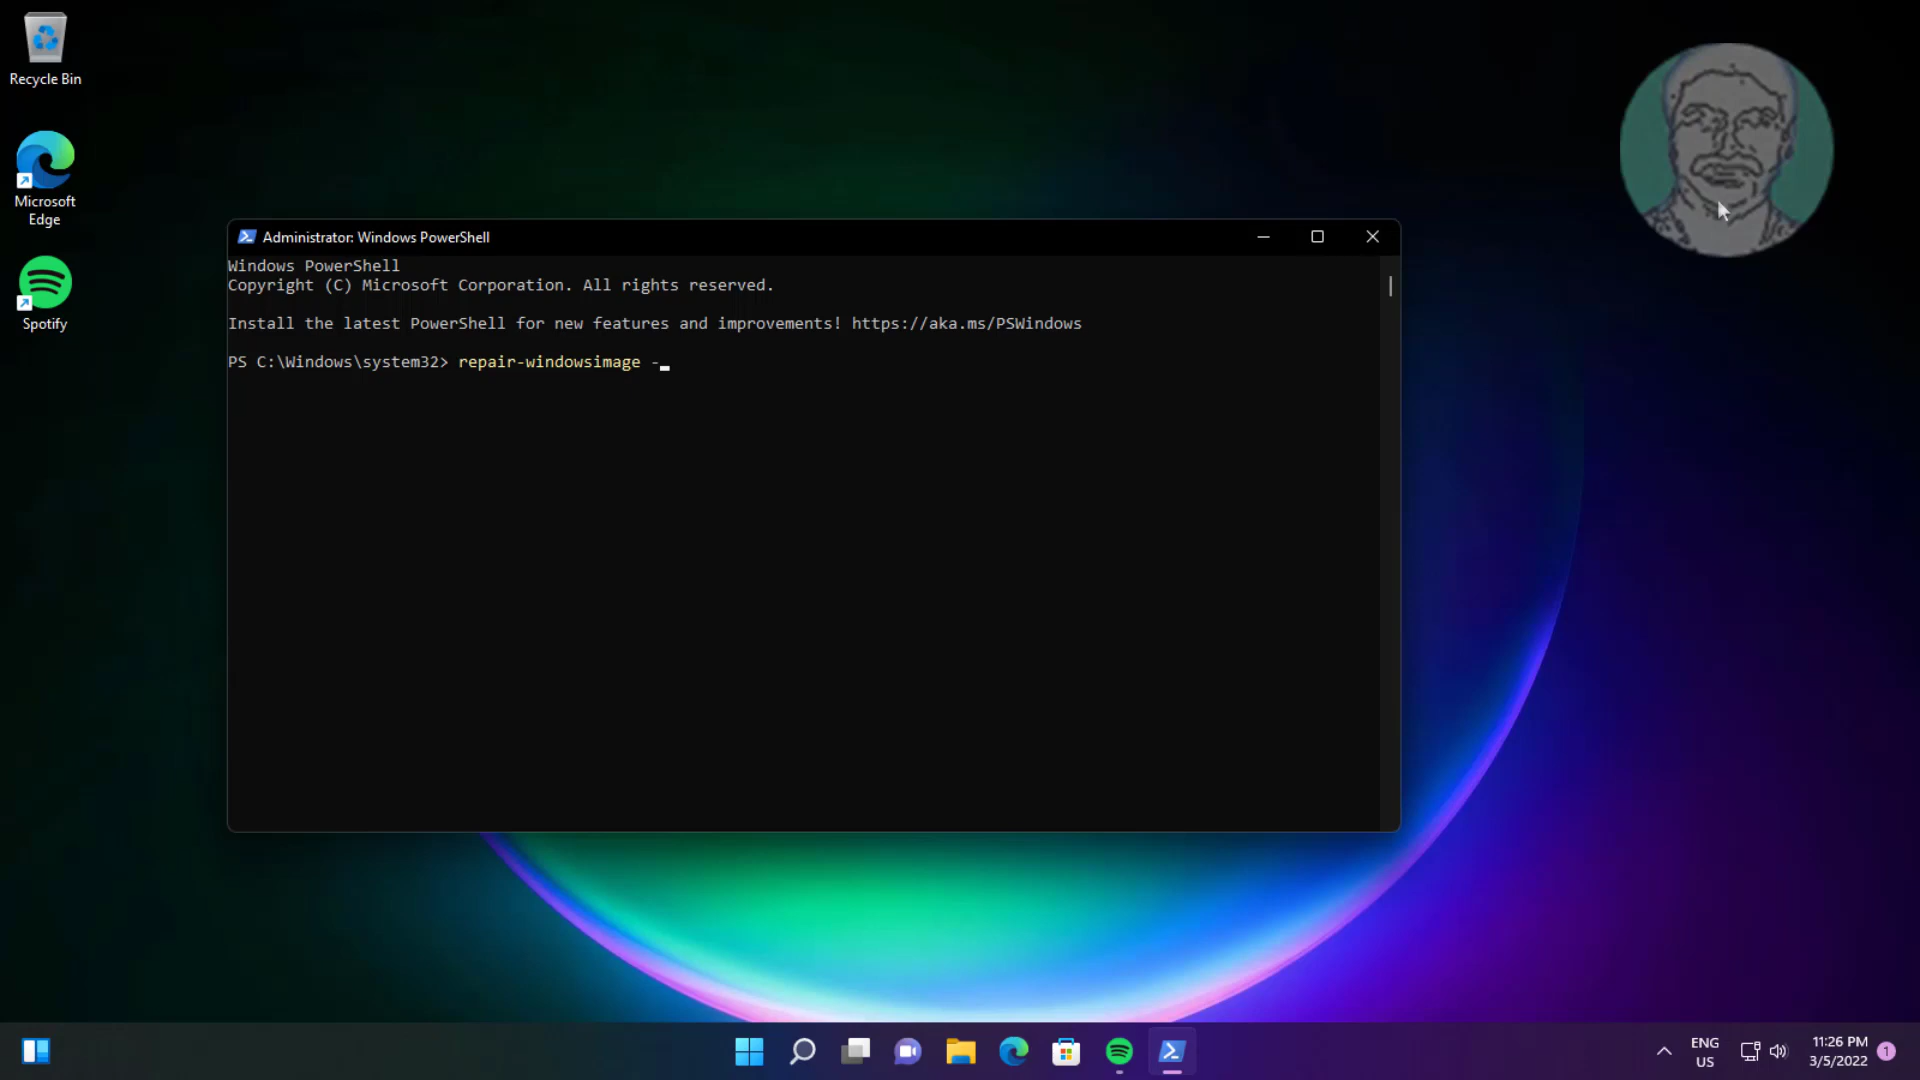 Recycle Bin
Microsoft
Edge
Spotify
Administrator: Windows PowerShell
Windows PowerShell
Copyright (C) Microsoft Corporation. All rights reserved.
Install the latest PowerShell for new features and improvements! https://aka.ms/PSWindows
PS C:\Windows\system32> repair-windowsimage -_
ENG
US
11:26 PM
3/5/2022
1